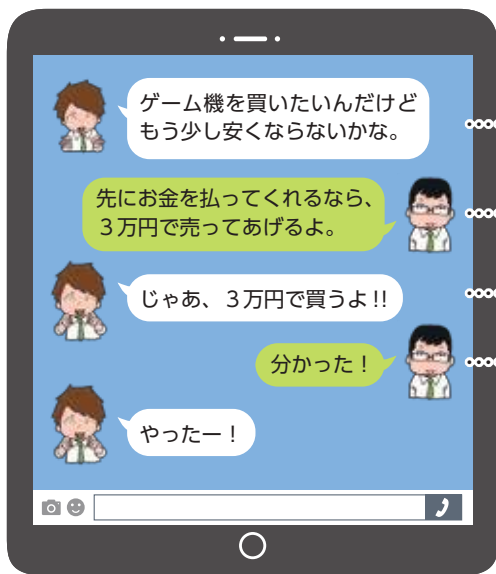 ゲーム機を買いたいんだけど
もう少し安くならないかな。
先にお金を払ってくれるなら、
３万円で売ってあげるよ。
じゃあ、３万円で買うよ!!
分かった！
やったー！